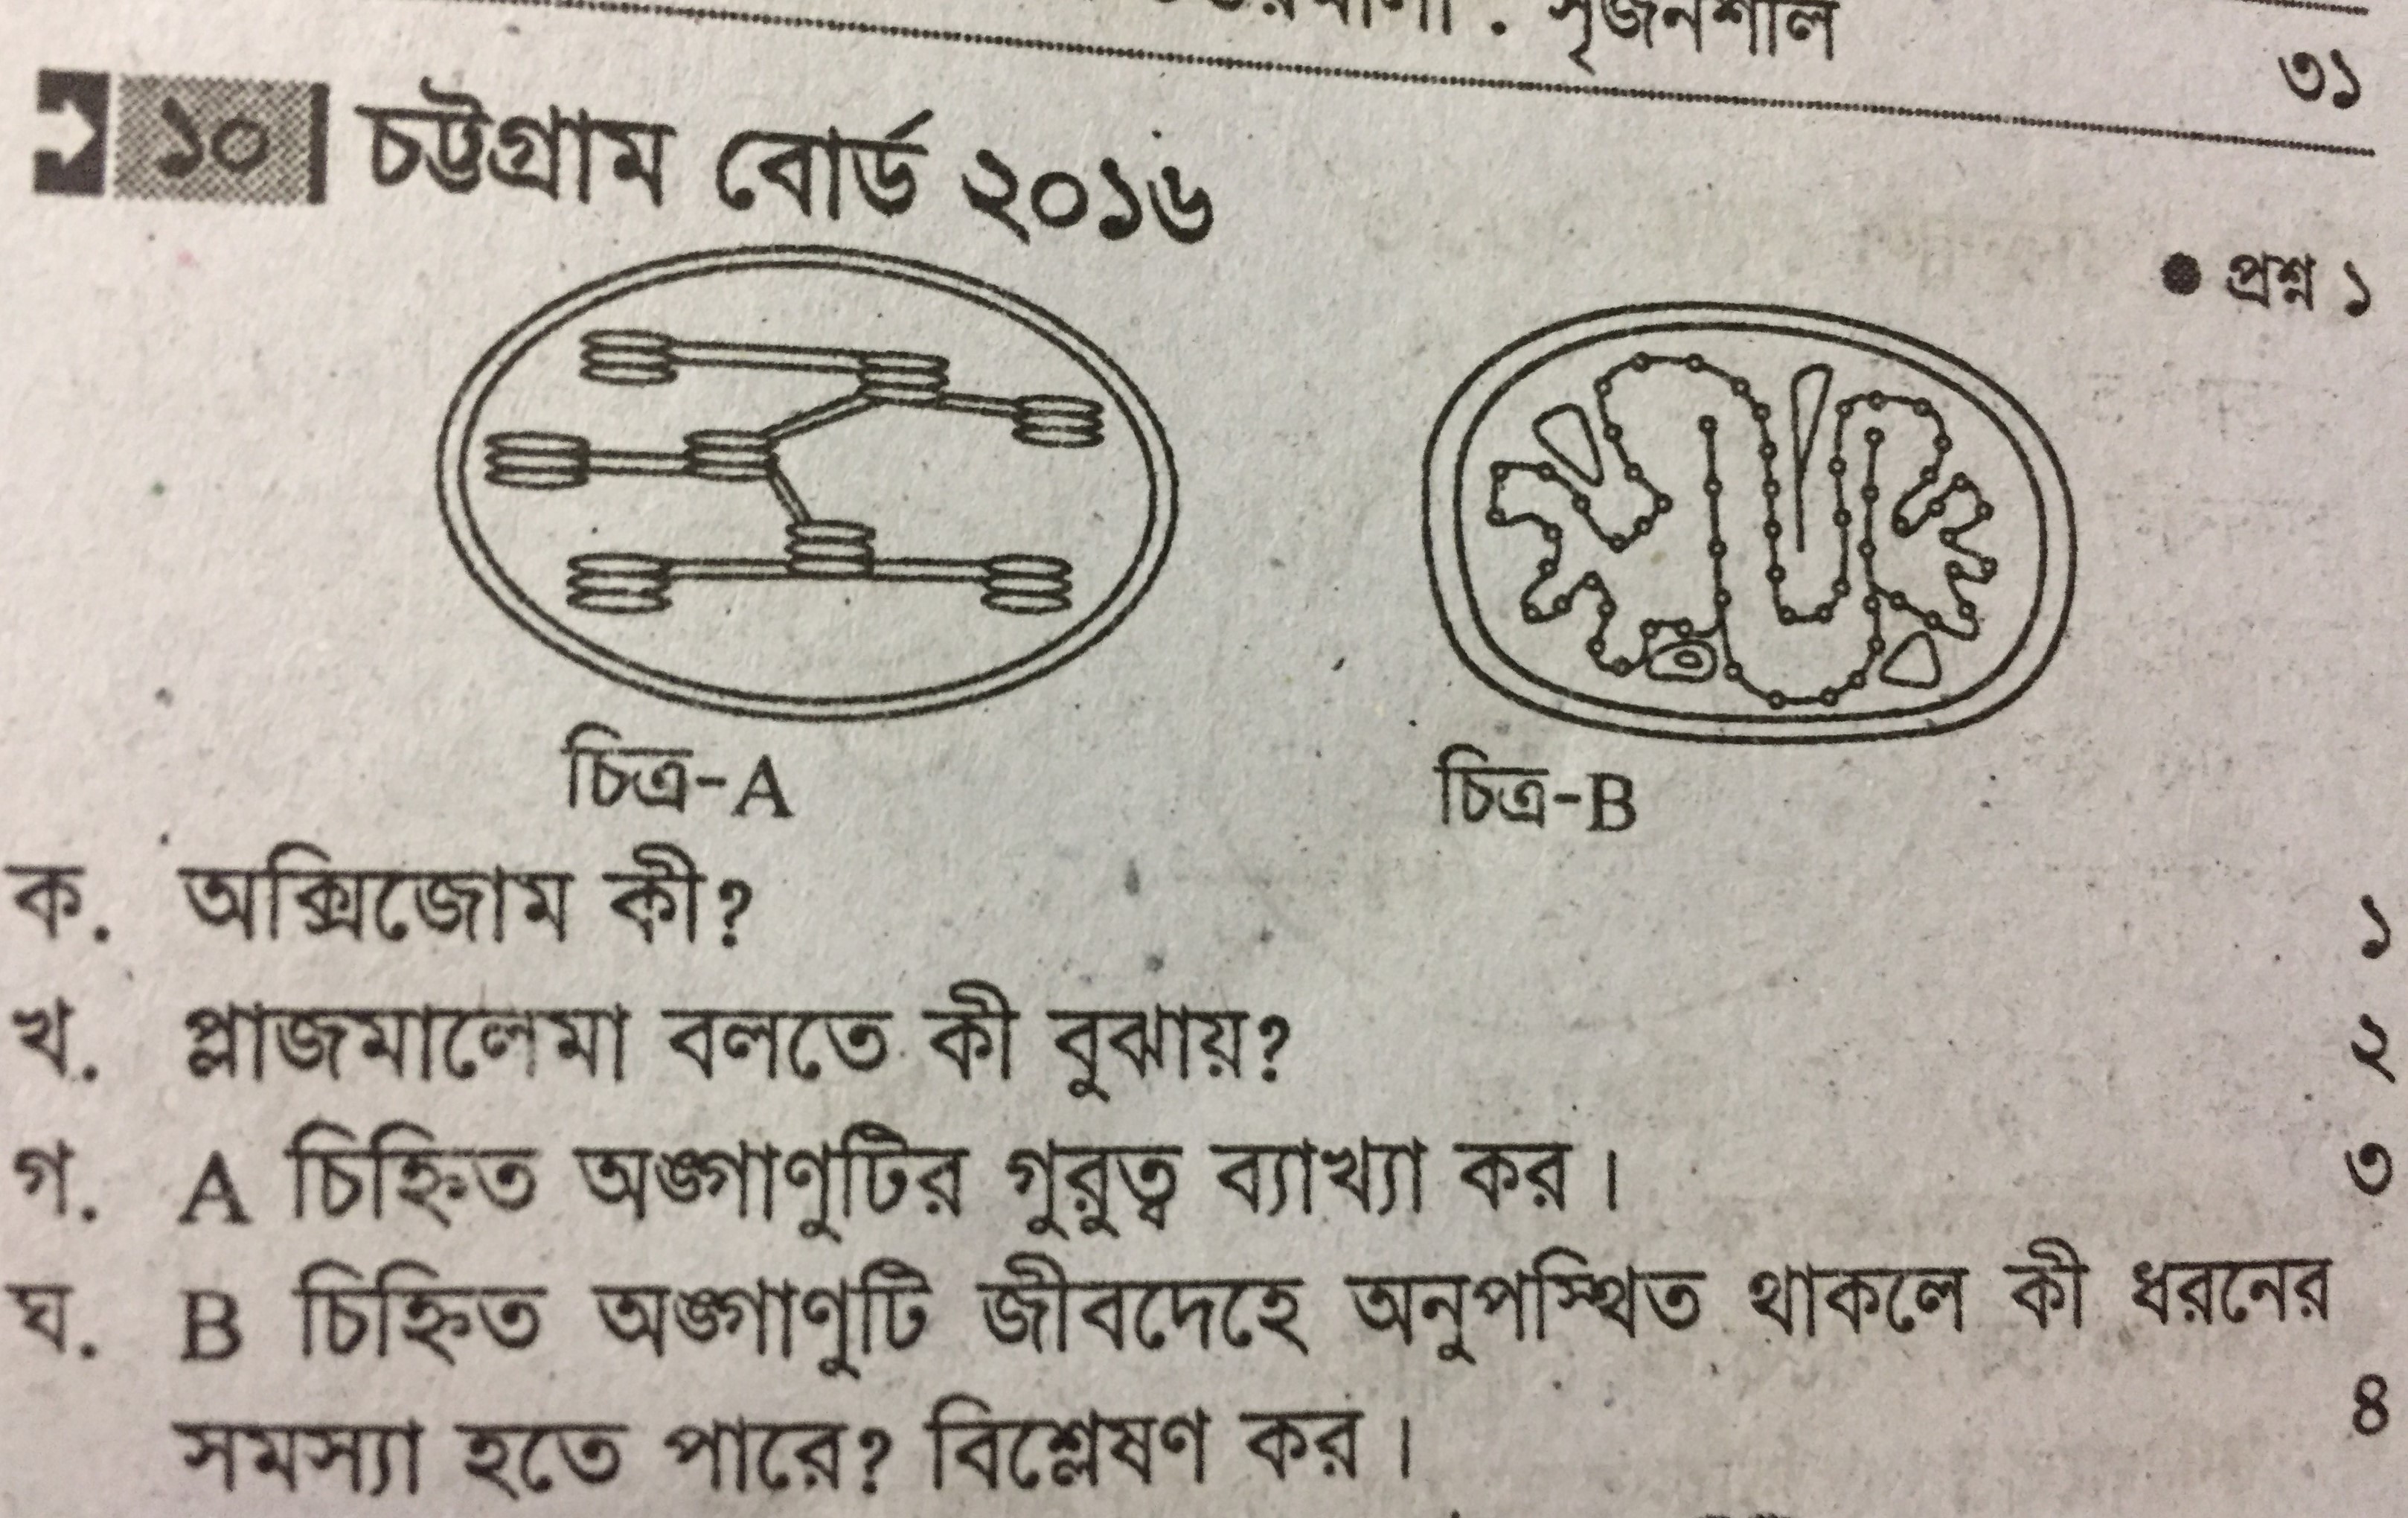 সৃজনশীল
৩১
১০ চট্টগ্রাম বোর্ড ২০১৬
● প্রশ্ন ১
চিত্র-A
চিত্র-B
ক. অক্সিজোম কী? ১
খ. প্লাজমালেমা বলতে কী বুঝায়? ২
গ. A চিহ্নিত অঙ্গাণুটির গুরুত্ব ব্যাখ্যা কর। ৩
ঘ. B চিহ্নিত অঙ্গাণুটি জীবদেহে অনুপস্থিত থাকলে কী ধরনের
সমস্যা হতে পারে? বিশ্লেষণ কর। ৪